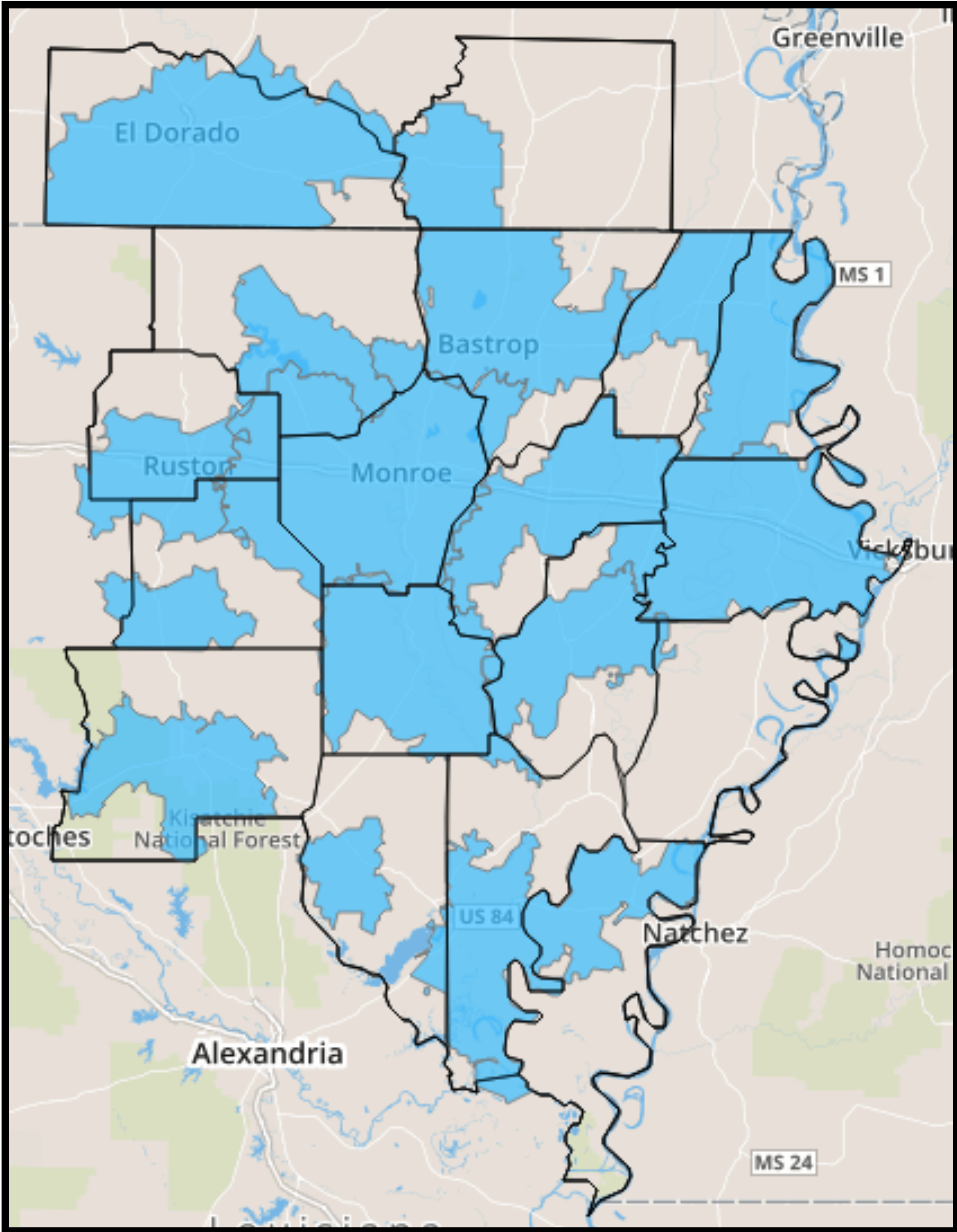 Greenville
El Dorado
MS 1
Bastrop
Ruston
Monroe
Vicksbur
Kisatchie
National Forest
toches
US 84
Natchez
Homoc
National
Alexandria
MS 24
Louisiana